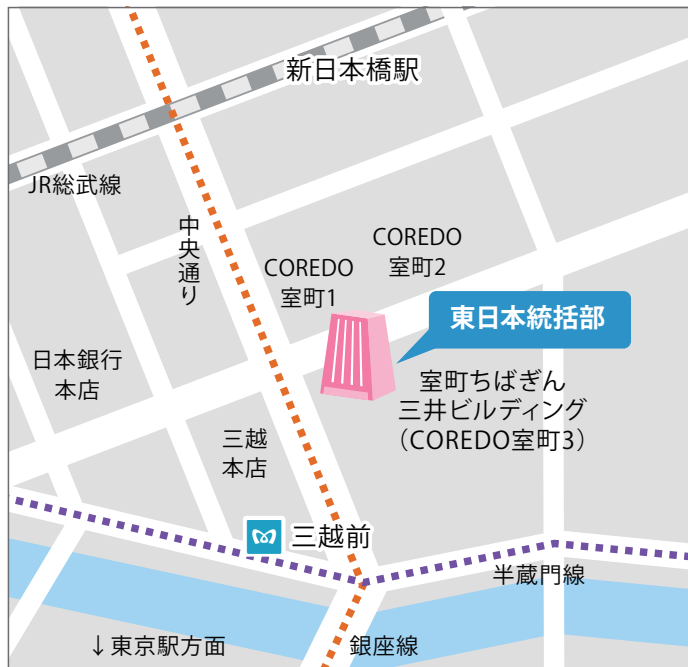 新日本橋駅
JR総武線
中央通り
COREDO
室町2
COREDO
室町1
東日本統括部
日本銀行
本店
室町ちばぎん
三井ビルディング
（COREDO室町3）
三越
本店
三越前
半蔵門線
↓東京駅方面
銀座線